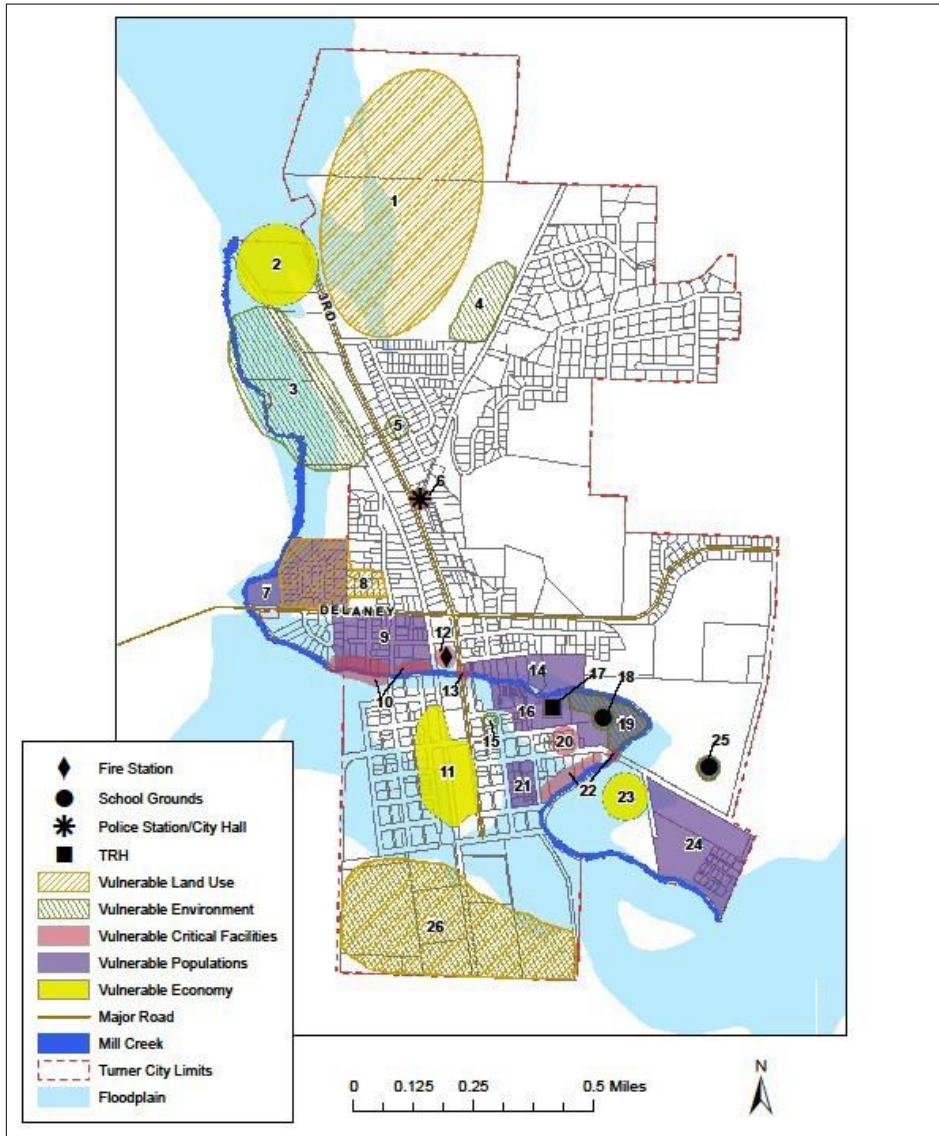 1
2
3RD
4
3
5
6
8
7
DELANEY
9
12
14
17
18
10
13
16
19
15
20
25
11
21
22
23
24
26
Fire Station
School Grounds
Police Station/City Hall
TRH
Vulnerable Land Use
Vulnerable Environment
Vulnerable Critical Facilities
Vulnerable Populations
Vulnerable Economy
Major Road
Mill Creek
Turner City Limits
Floodplain
0 0.125 0.25 0.5 Miles
N